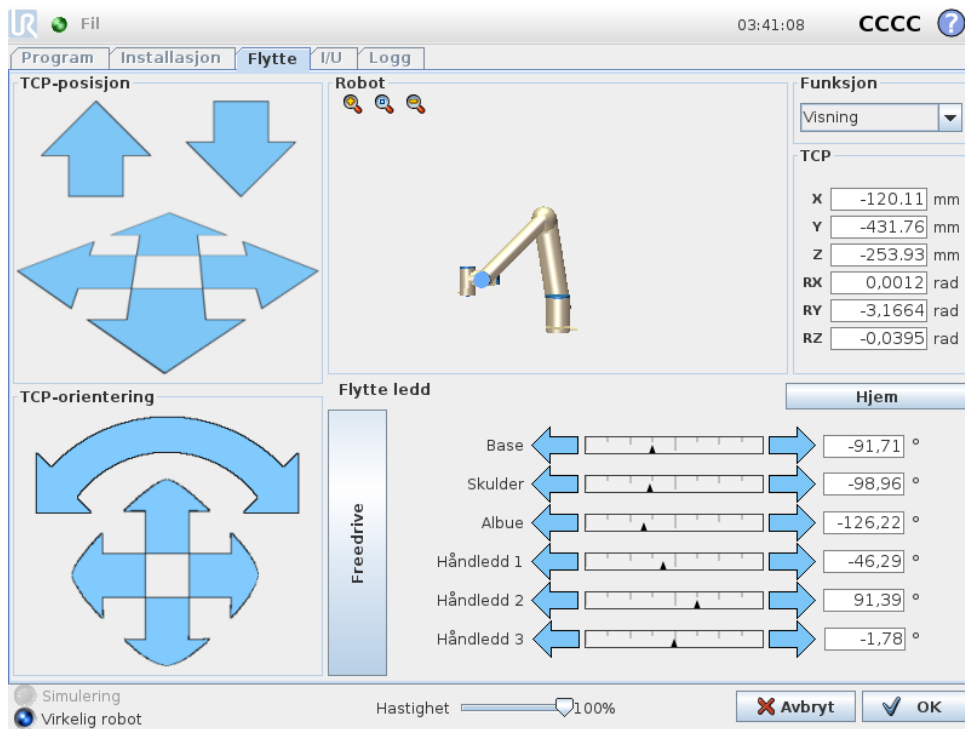 UR Fil 03:41:08 CCCC ?
Program Installasjon Flytte I/U Logg
TCP-posisjon
Robot
Funksjon
Visning
TCP
X -120.11 mm
Y -431.76 mm
Z -253.93 mm
RX 0,0012 rad
RY -3,1664 rad
RZ -0,0395 rad
TCP-orientering
Flytte ledd
Hjem
Freedrive
Base -91,71 °
Skulder -98,96 °
Albue -126,22 °
Håndledd 1 -46,29 °
Håndledd 2 91,39 °
Håndledd 3 -1,78 °
Simulering
Virkelig robot
Hastighet 100%
Avbryt OK